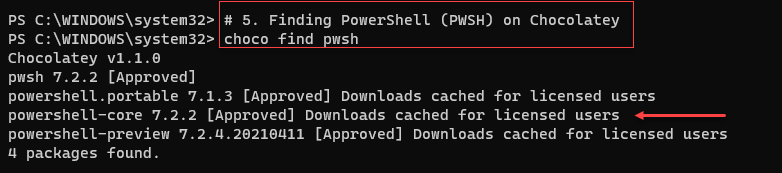 PS C:\WINDOWS\system32> # 5. Finding PowerShell (PWSH) on Chocolatey
PS C:\WINDOWS\system32> choco find pwsh
Chocolatey v1.1.0
pwsh 7.2.2 [Approved]
powershell.portable 7.1.3 [Approved] Downloads cached for licensed users
powershell-core 7.2.2 [Approved] Downloads cached for licensed users
powershell-preview 7.2.4.20210411 [Approved] Downloads cached for licensed users
4 packages found.